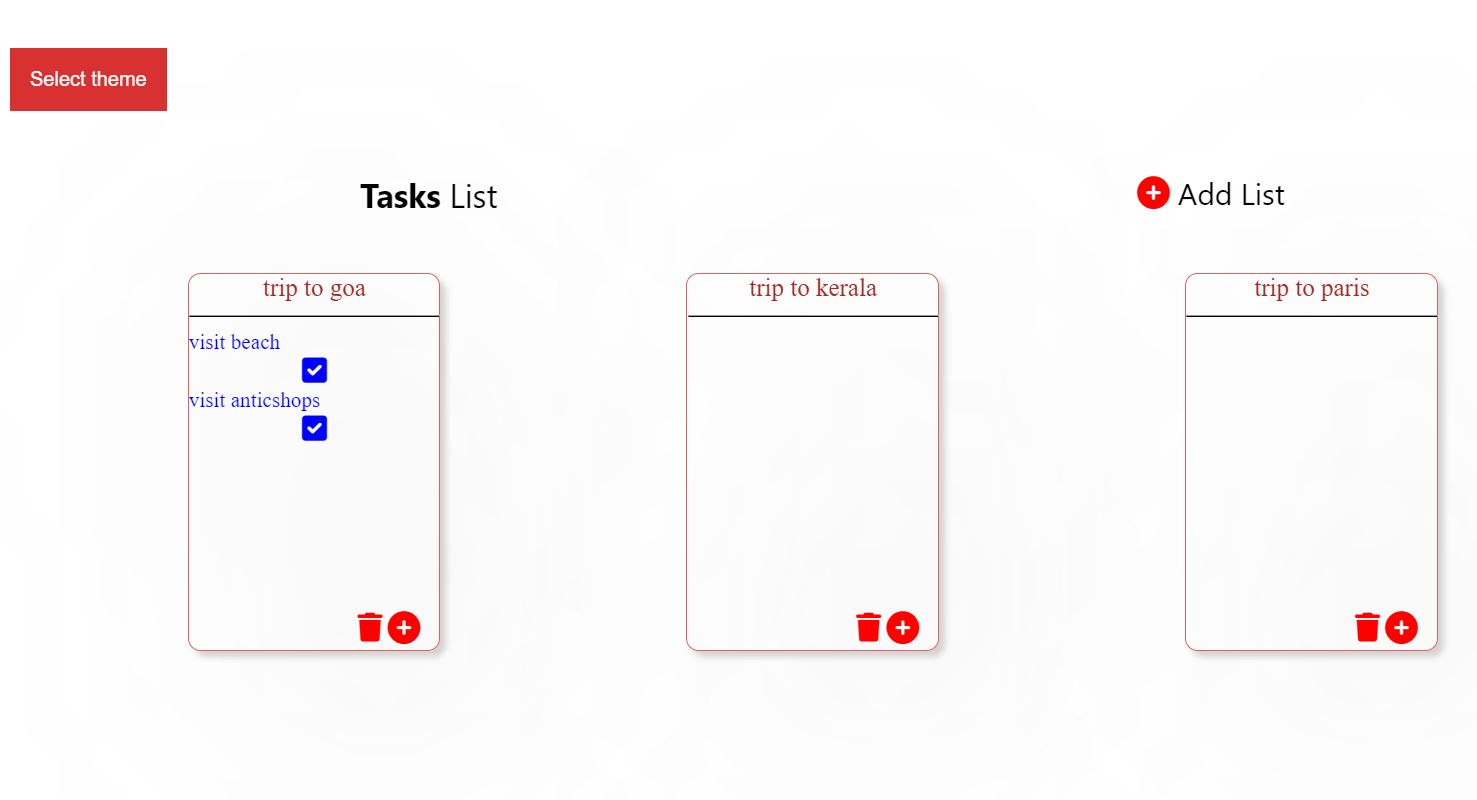 Select theme
Tasks List
Add List
trip to goa
visit beach
visit anticshops
trip to kerala
trip to paris